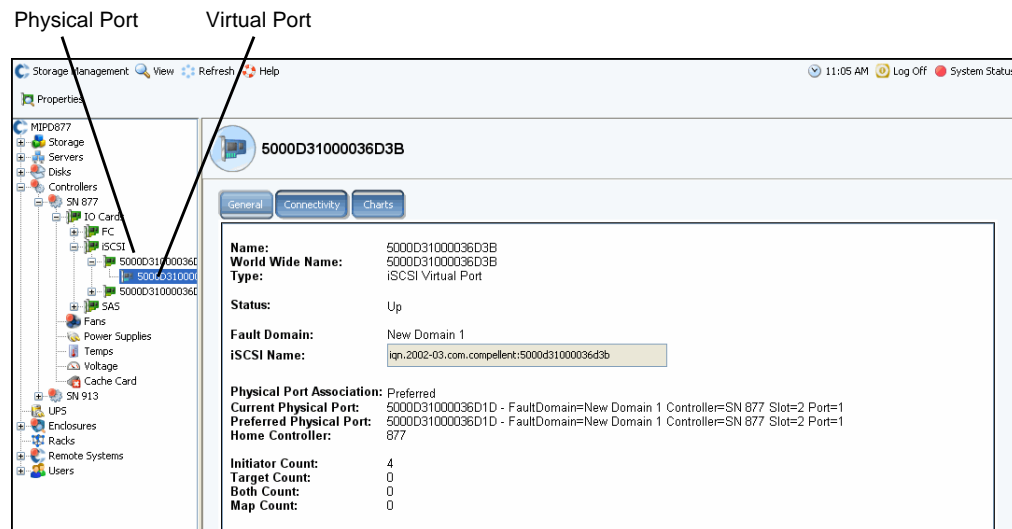 Physical Port Virtual Port
Storage Management View Refresh Help 11:05 AM Log Off System Status
Properties
MIPD877
Storage
Servers
Disks
Controllers
SN 877
IO Cards
FC
iSCSI
5000D31000036D
5000D31000
5000D31000036D
SAS
Fans
Power Supplies
Temps
Voltage
Cache Card
SN 913
UPS
Enclosures
Racks
Remote Systems
Users
5000D31000036D3B
General Connectivity Charts
Name: 5000D31000036D3B
World Wide Name: 5000D31000036D3B
Type: iSCSI Virtual Port
Status: Up
Fault Domain: New Domain 1
iSCSI Name: iqn.2002-03.com.compellent:5000d31000036d3b
Physical Port Association: Preferred
Current Physical Port: 5000D31000036D1D - FaultDomain=New Domain 1 Controller=SN 877 Slot=2 Port=1
Preferred Physical Port: 5000D31000036D1D - FaultDomain=New Domain 1 Controller=SN 877 Slot=2 Port=1
Home Controller: 877
Initiator Count: 4
Target Count: 0
Both Count: 0
Map Count: 0